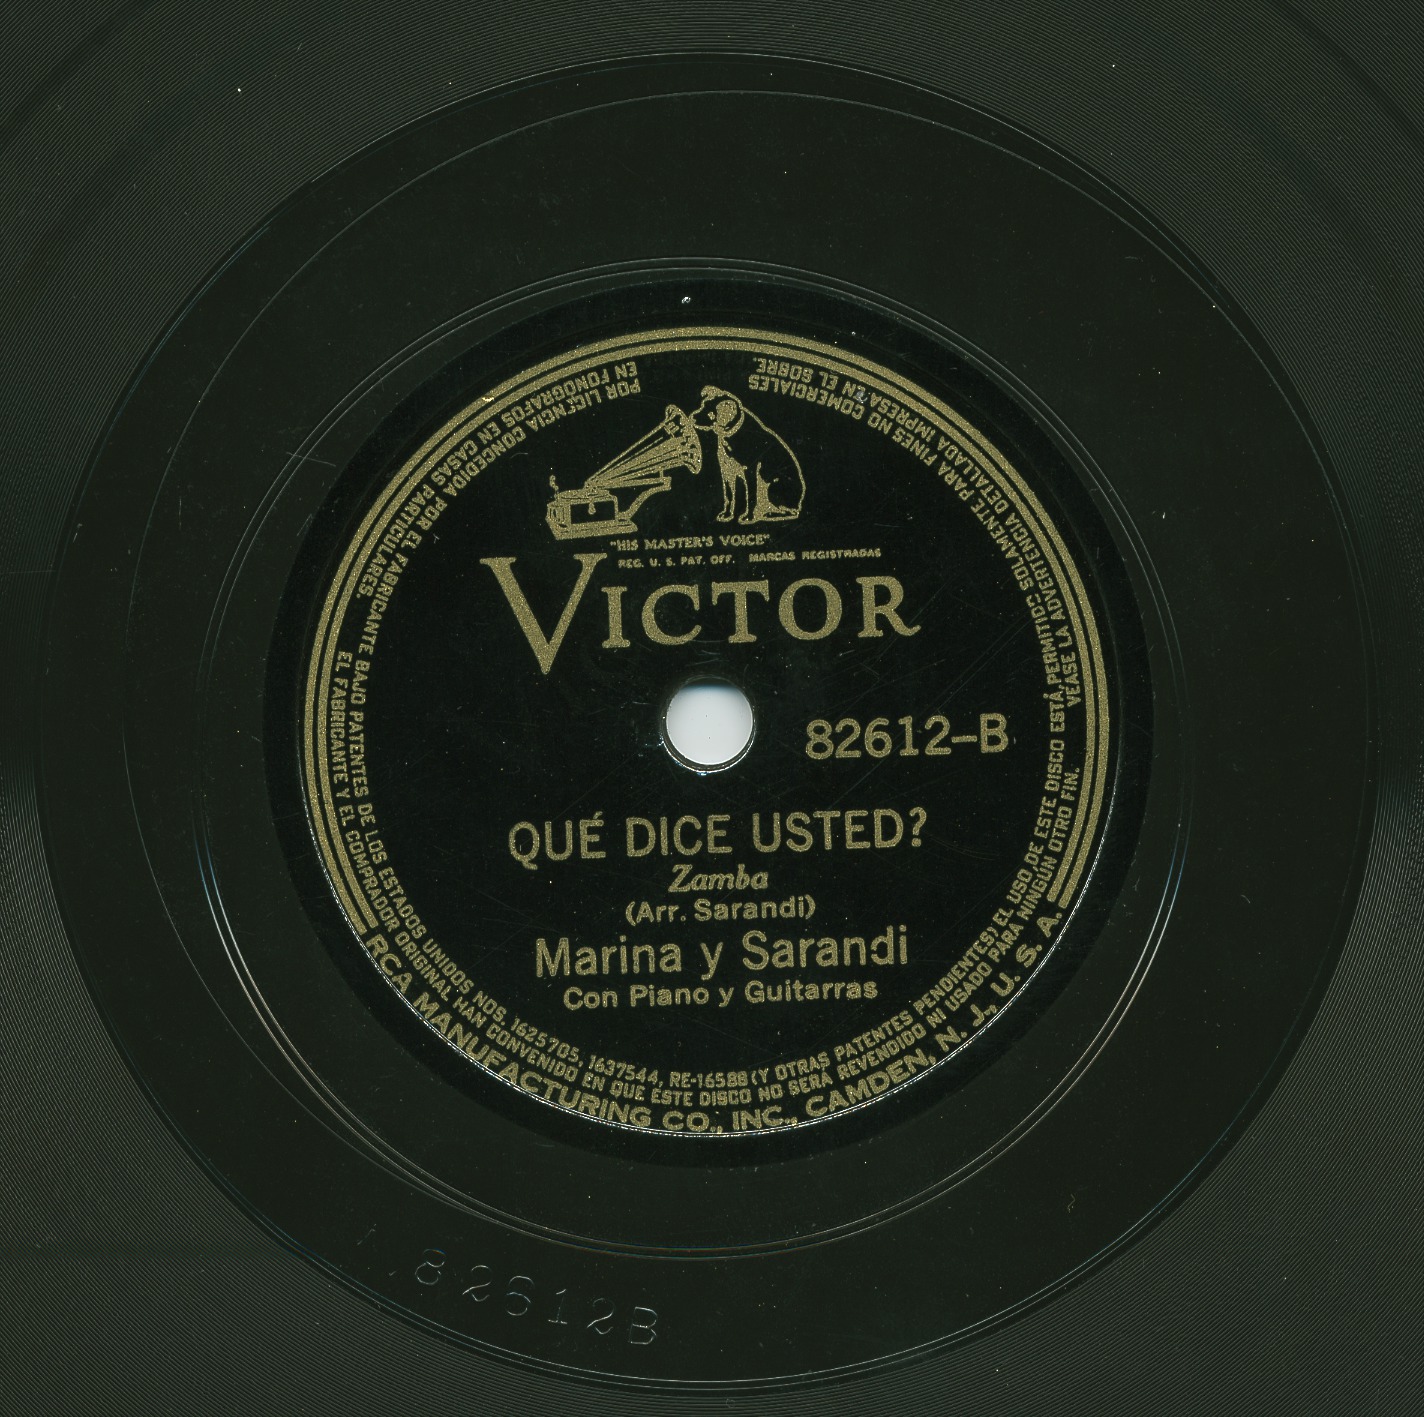 "HIS MASTER'S VOICE"
REG. U. S. PAT. OFF. MARCAS REGISTRADAS
VICTOR
82612-B
QUÉ DICE USTED?
Zamba
(Arr. Sarandi)
Marina y Sarandi
Con Piano y Guitarras
POR LICENCIA CONCEDIDA POR EL FABRICANTE BAJO PATENTES DE LOS ESTADOS UNIDOS NOS. 1625705, 1637544, RE-16588 (Y OTRAS PATENTES PENDIENTES) EL USO DE ESTE DISCO ESTÁ PERMITIDO SOLAMENTE PARA FINES NO COMERCIALES
EN FONOGRAFOS EN CASAS PARTICULARES.
EL FABRICANTE Y EL COMPRADOR ORIGINAL HAN CONVENIDO EN QUE ESTE DISCO NO SERA REVENDIDO NI USADO PARA NINGUN OTRO FIN.
VEASE LA ADVERTENCIA DETALLADA IMPRESA EN EL SOBRE.
RCA MANUFACTURING CO., INC., CAMDEN, N. J., U. S. A.
82612B